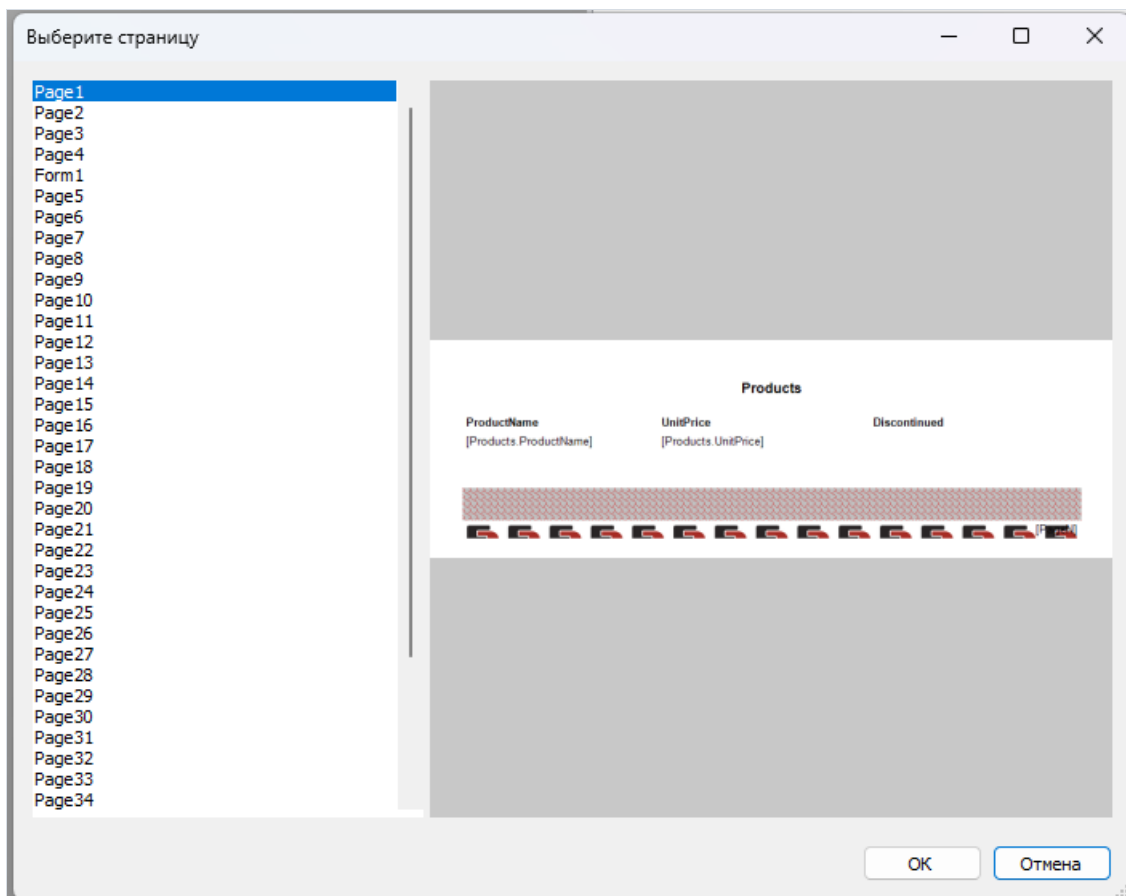 Выберите страницу
Page1
Page2
Page3
Page4
Form1
Page5
Page6
Page7
Page8
Page9
Page10
Page11
Page12
Page13
Page14
Page15
Page16
Page17
Page18
Page19
Page20
Page21
Page22
Page23
Page24
Page25
Page26
Page27
Page28
Page29
Page30
Page31
Page32
Page33
Page34
Products
ProductName UnitPrice Discontinued
[Products.ProductName] [Products.UnitPrice]
OK Отмена